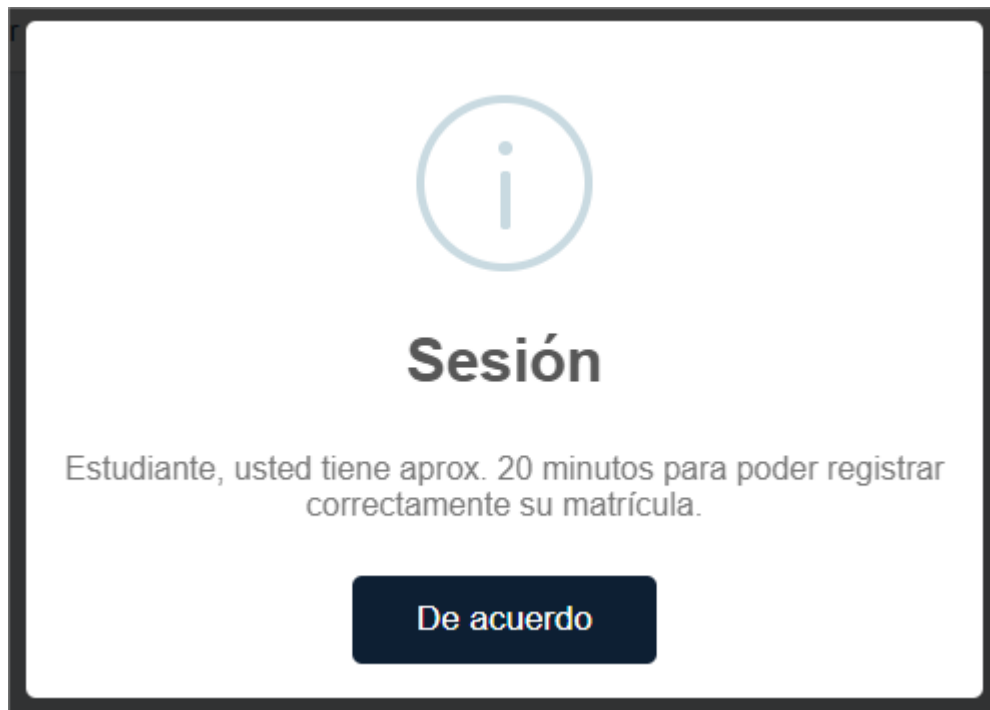 Sesión
Estudiante, usted tiene aprox. 20 minutos para poder registrar
correctamente su matrícula.
De acuerdo